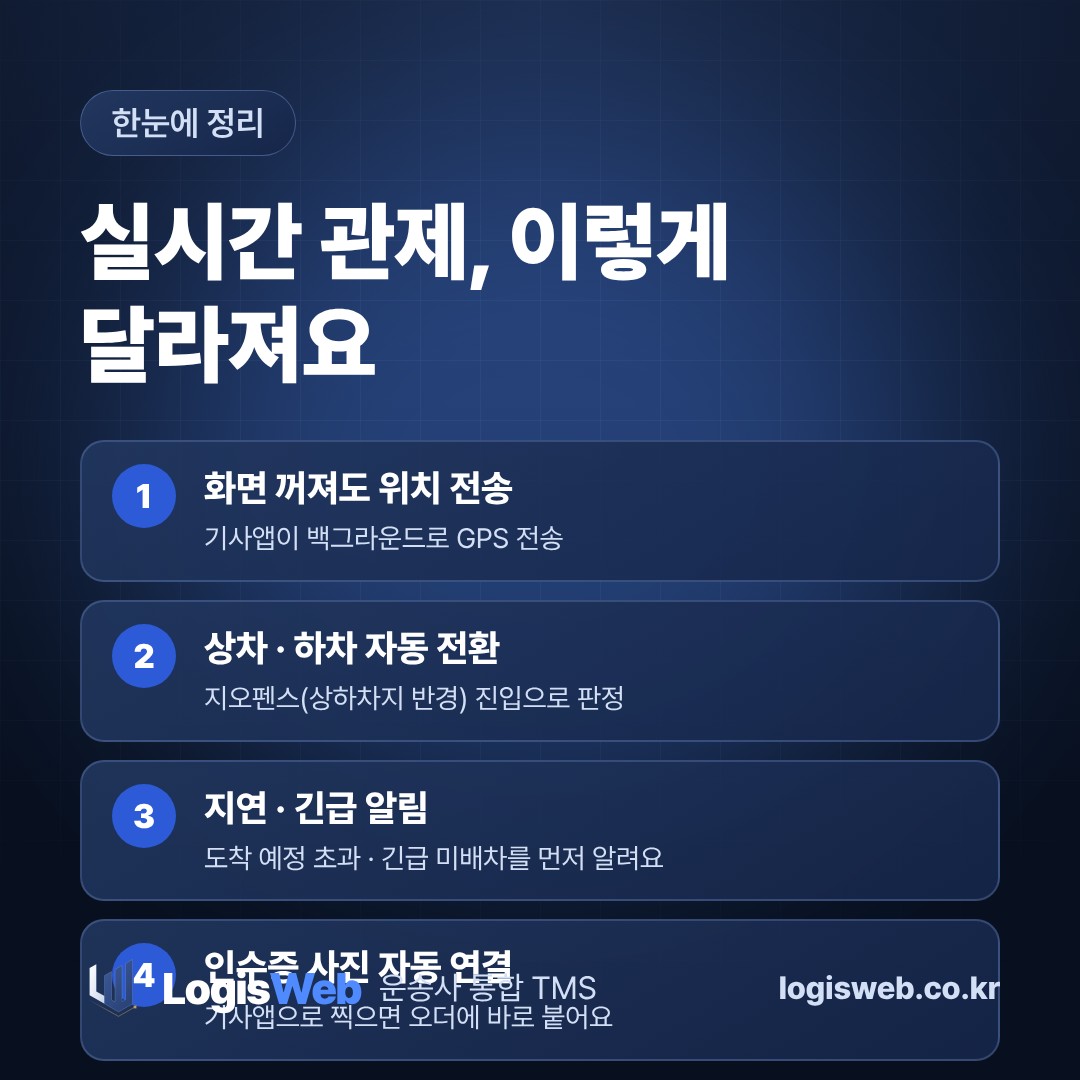 한눈에 정리
실시간 관제, 이렇게
달라져요
1
화면 꺼져도 위치 전송
기사앱이 백그라운드로 GPS 전송
2
상차 · 하차 자동 전환
지오펜스(상하차지 반경) 진입으로 판정
3
지연 · 긴급 알림
도착 예정 초과 · 긴급 미배차를 먼저 알려요
4
인수증 사진 자동 연결
기사앱으로 찍으면 오더에 바로 붙어요
LogisWeb 운송사 통합 TMS
logisweb.co.kr